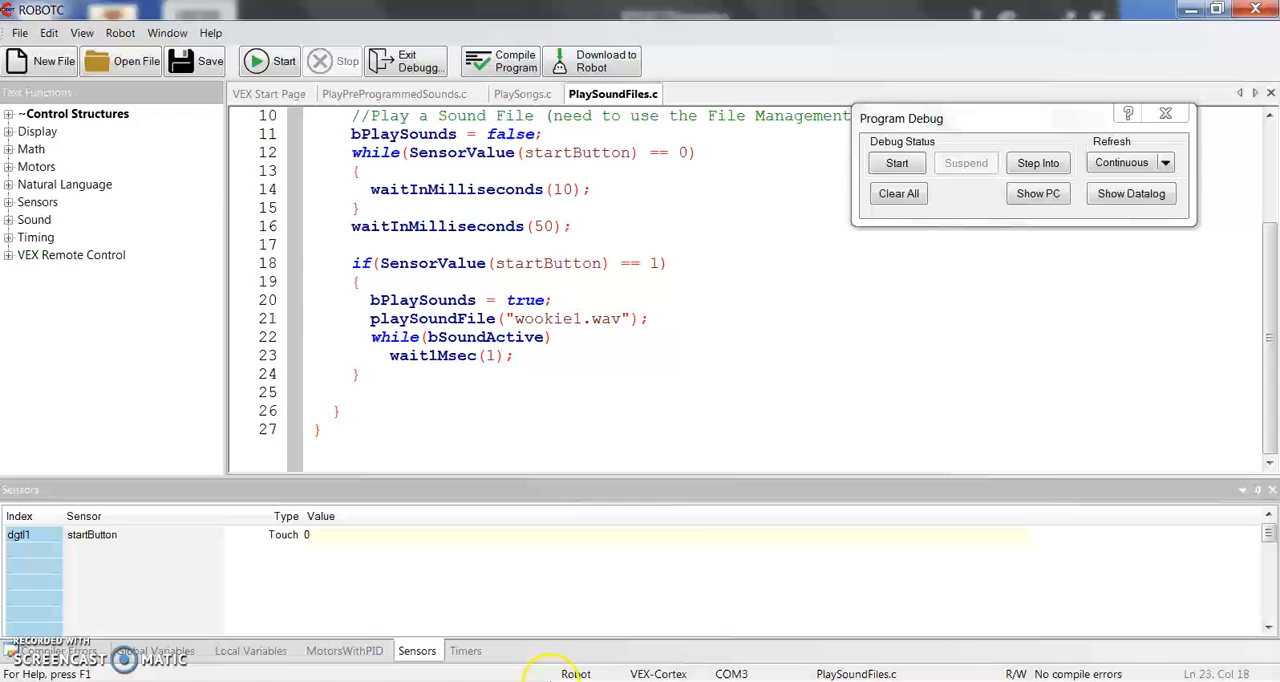 ROBOTC
File Edit View Robot Window Help
New File Open File Save Start Stop Exit Debugg... Compile Program Download to Robot
Text Functions
VEX Start Page PlayPreProgrammedSounds.c PlaySongs.c PlaySoundFiles.c
~Control Structures
Display
Math
Motors
Natural Language
Sensors
Sound
Timing
VEX Remote Control
10 //Play a Sound File (need to use the File Management
11 bPlaySounds = false;
12 while(SensorValue(startButton) == 0)
13 {
14 waitInMilliseconds(10);
15 }
16 waitInMilliseconds(50);
17
18 if(SensorValue(startButton) == 1)
19 {
20 bPlaySounds = true;
21 playSoundFile("wookie1.wav");
22 while(bSoundActive)
23 wait1Msec(1);
24 }
25
26 }
27 }
Program Debug
Debug Status Refresh
Start Suspend Step Into Continuous
Clear All Show PC Show Datalog
Sensors
Index Sensor Type Value
dgtl1 startButton Touch 0
Compiler Errors Global Variables Local Variables MotorsWithPID Sensors Timers
RECORDED WITH
SCREENCAST MATIC
For Help, press F1 Robot VEX-Cortex COM3 PlaySoundFiles.c R/W No compile errors Ln 23, Col 18